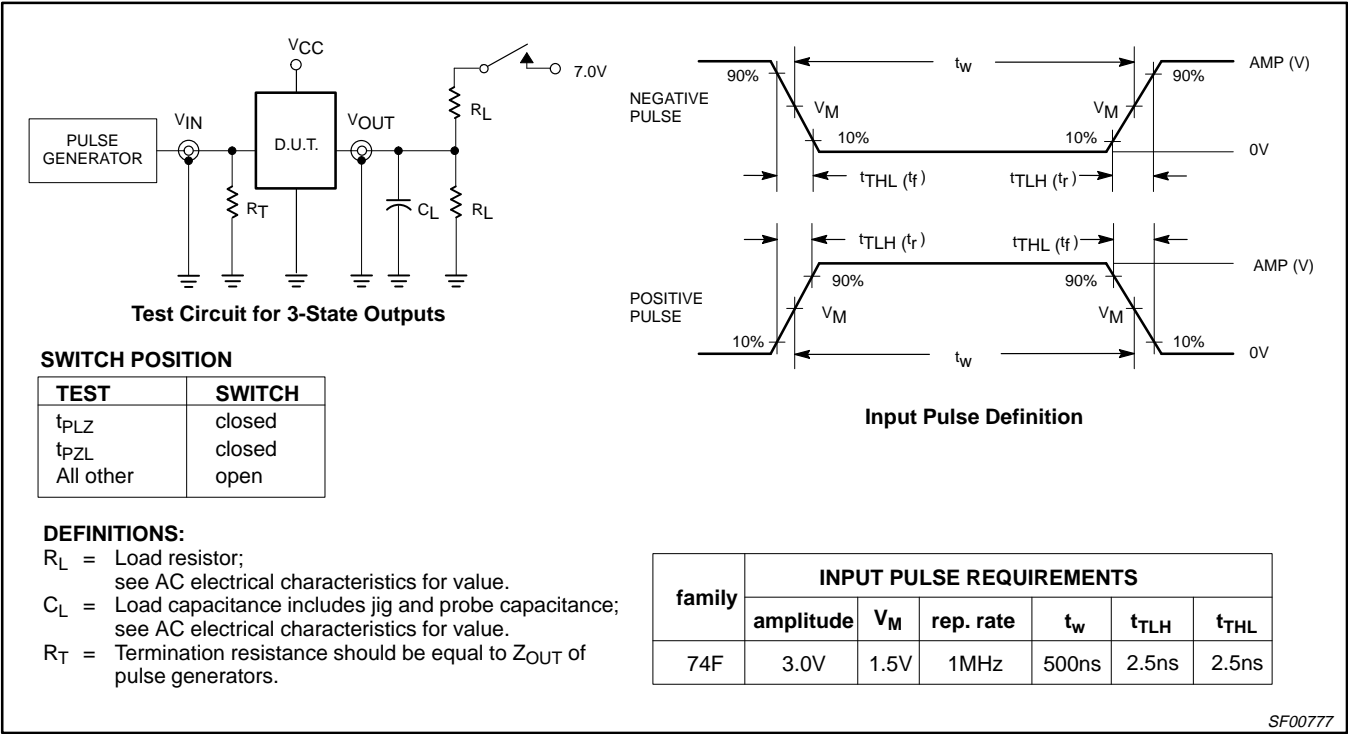 VCC
7.0V
RL
VIN
VOUT
PULSE
GENERATOR
D.U.T.
RT
CL
RL
Test Circuit for 3-State Outputs
SWITCH POSITION
TEST SWITCH
tPLZ closed
tPZL closed
All other open
DEFINITIONS:
RL = Load resistor;
see AC electrical characteristics for value.
CL = Load capacitance includes jig and probe capacitance;
see AC electrical characteristics for value.
RT = Termination resistance should be equal to ZOUT of
pulse generators.
NEGATIVE
PULSE
90%
tw
90%
AMP (V)
VM
VM
10%
10%
0V
tTHL (tf)
tTLH (tr)
tTLH (tr)
tTHL (tf)
AMP (V)
POSITIVE
PULSE
90%
90%
VM
VM
10%
tw
10%
0V
Input Pulse Definition
family INPUT PULSE REQUIREMENTS
amplitude VM rep. rate tw tTLH tTHL
74F 3.0V 1.5V 1MHz 500ns 2.5ns 2.5ns
SF00777